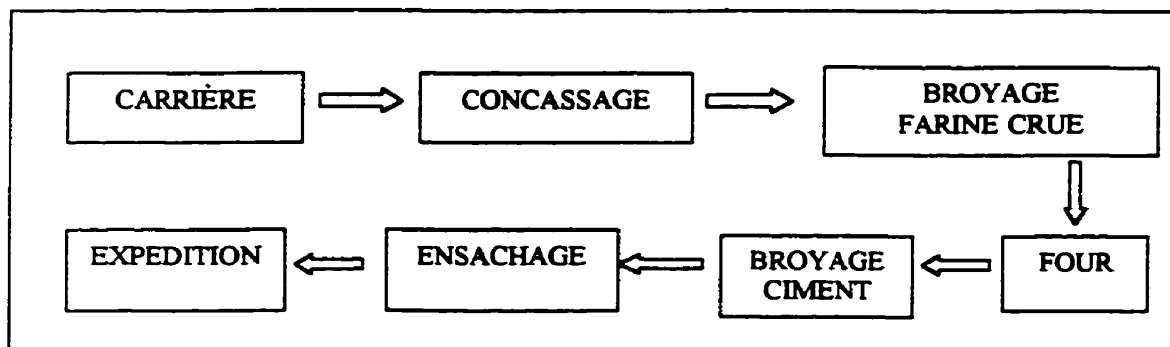 CARRIÈRE
CONCASSAGE
BROYAGE
FARINE CRUE
FOUR
BROYAGE
CIMENT
ENSACHAGE
EXPEDITION